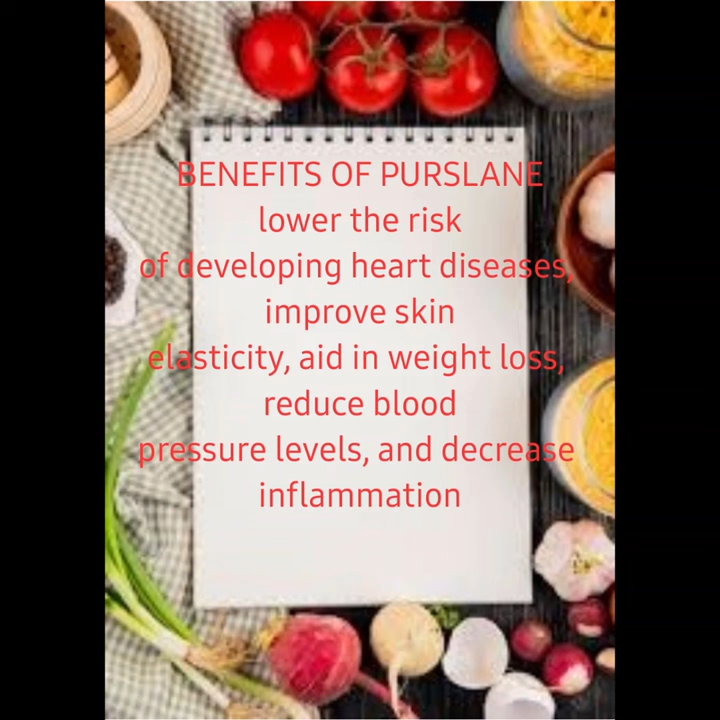 BENEFITS OF PURSLANE
lower the risk
of developing heart diseases,
improve skin
elasticity, aid in weight loss,
reduce blood
pressure levels, and decrease
inflammation